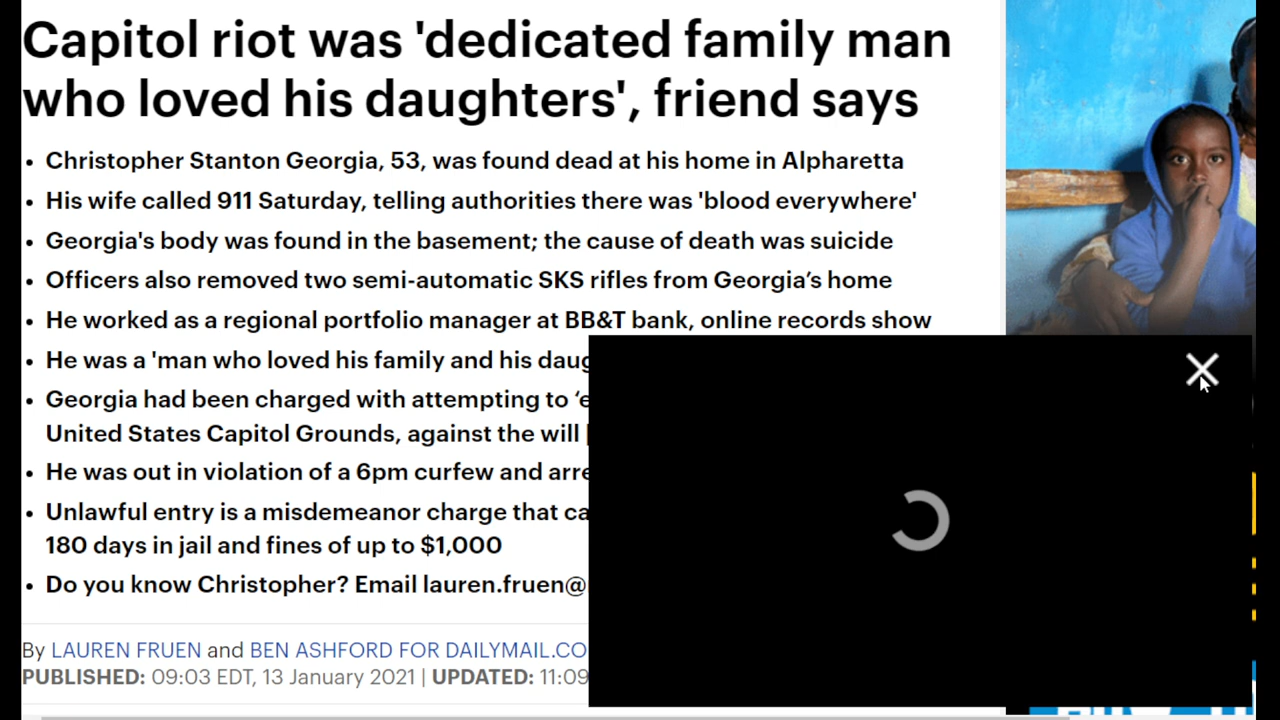 Capitol riot was 'dedicated family man
who loved his daughters', friend says
• Christopher Stanton Georgia, 53, was found dead at his home in Alpharetta
• His wife called 911 Saturday, telling authorities there was 'blood everywhere'
• Georgia's body was found in the basement; the cause of death was suicide
• Officers also removed two semi-automatic SKS rifles from Georgia’s home
• He worked as a regional portfolio manager at BB&T bank, online records show
• He was a 'man who loved his family and his daug
• Georgia had been charged with attempting to ‘e
United States Capitol Grounds, against the will
• He was out in violation of a 6pm curfew and arre
• Unlawful entry is a misdemeanor charge that ca
180 days in jail and fines of up to $1,000
• Do you know Christopher? Email lauren.fruen@
By LAUREN FRUEN and BEN ASHFORD FOR DAILYMAIL.CO
PUBLISHED: 09:03 EDT, 13 January 2021 | UPDATED: 11:09